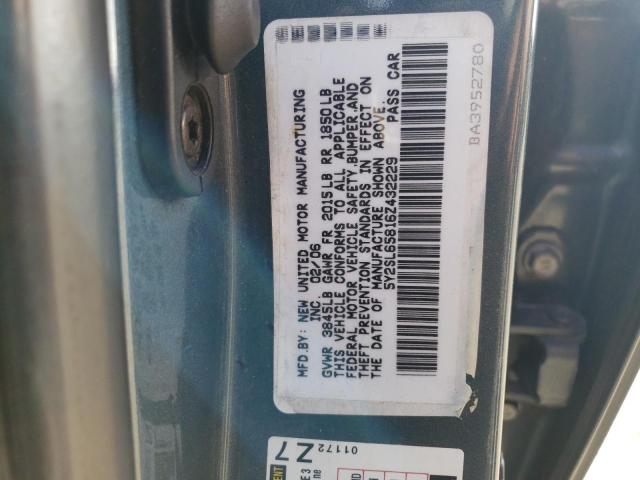 MFD.BY: NEW UNITED MOTOR MANUFACTURING
INC. 02/06
GVWR 3845LB GAWR FR 2015LB RR 1850LB
THIS VEHICLE CONFORMS TO ALL APPLICABLE
FEDERAL MOTOR VEHICLE SAFETY,BUMPER,AND
THEFT PREVENTION STANDARDS IN EFFECT ON
THE DATE OF MANUFACTURE SHOWN ABOVE.
5Y2SL65816Z432229 PASS CAR
BA3952780
Z7
01172